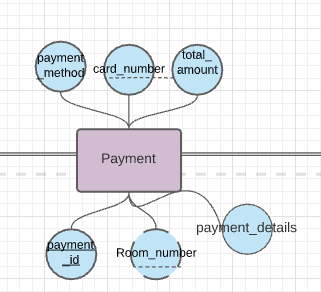 payment
_method
card_number
total_
amount
Payment
payment_details
payment
_id
Room_number